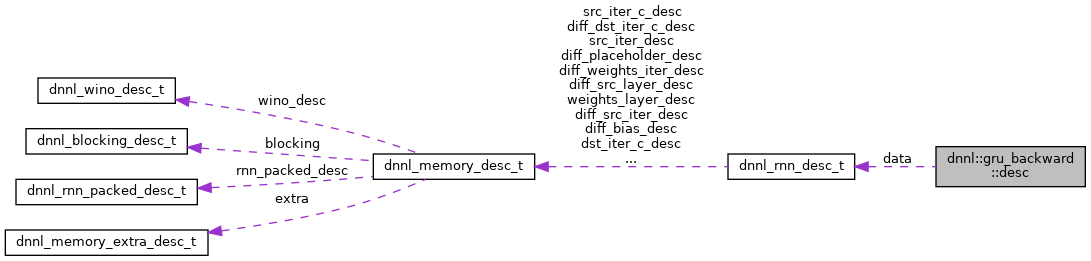 src_iter_c_desc
diff_dst_iter_c_desc
src_iter_desc
diff_placeholder_desc
diff_weights_iter_desc
diff_src_layer_desc
weights_layer_desc
diff_src_iter_desc
diff_bias_desc
dst_iter_c_desc
...
dnnl_wino_desc_t
wino_desc
dnnl_blocking_desc_t
blocking
dnnl_memory_desc_t
dnnl_rnn_desc_t
data
dnnl::gru_backward
::desc
rnn_packed_desc
dnnl_rnn_packed_desc_t
extra
dnnl_memory_extra_desc_t